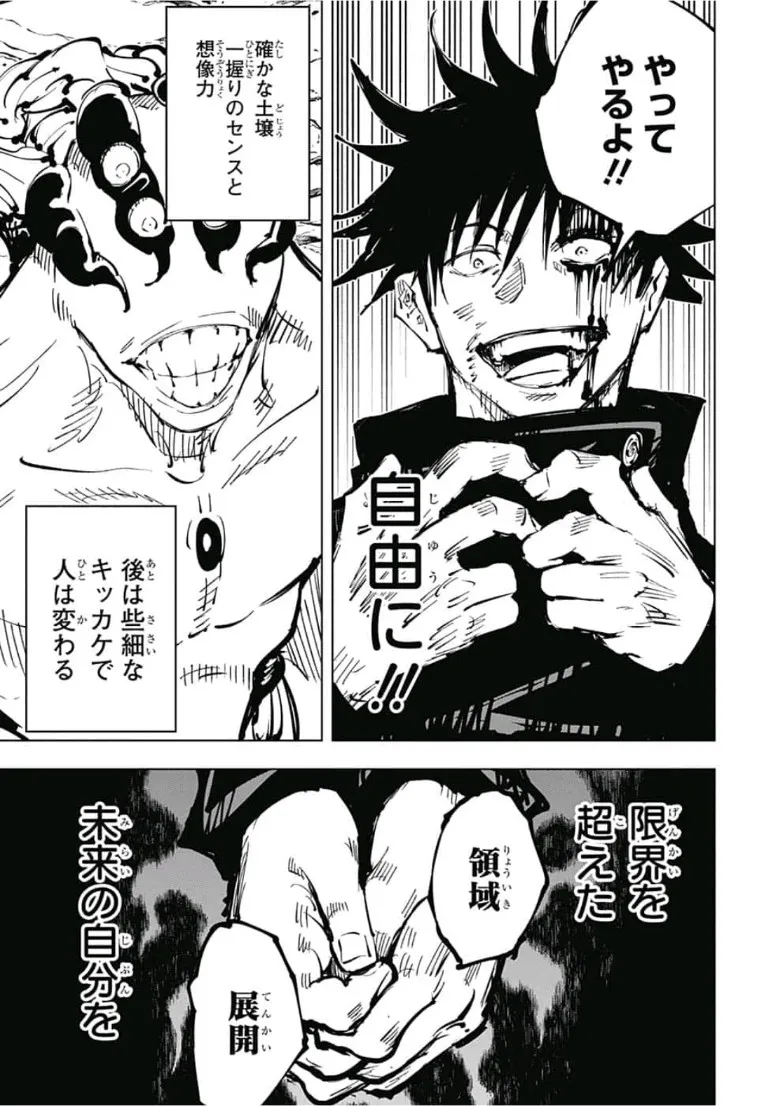 やって
やるよ!!
自由に!!
確かな土壌
一握りのセンスと
想像力
後は些細な
キッカケで
人は変わる
限界を
超えた
未来の自分を
領域
展開